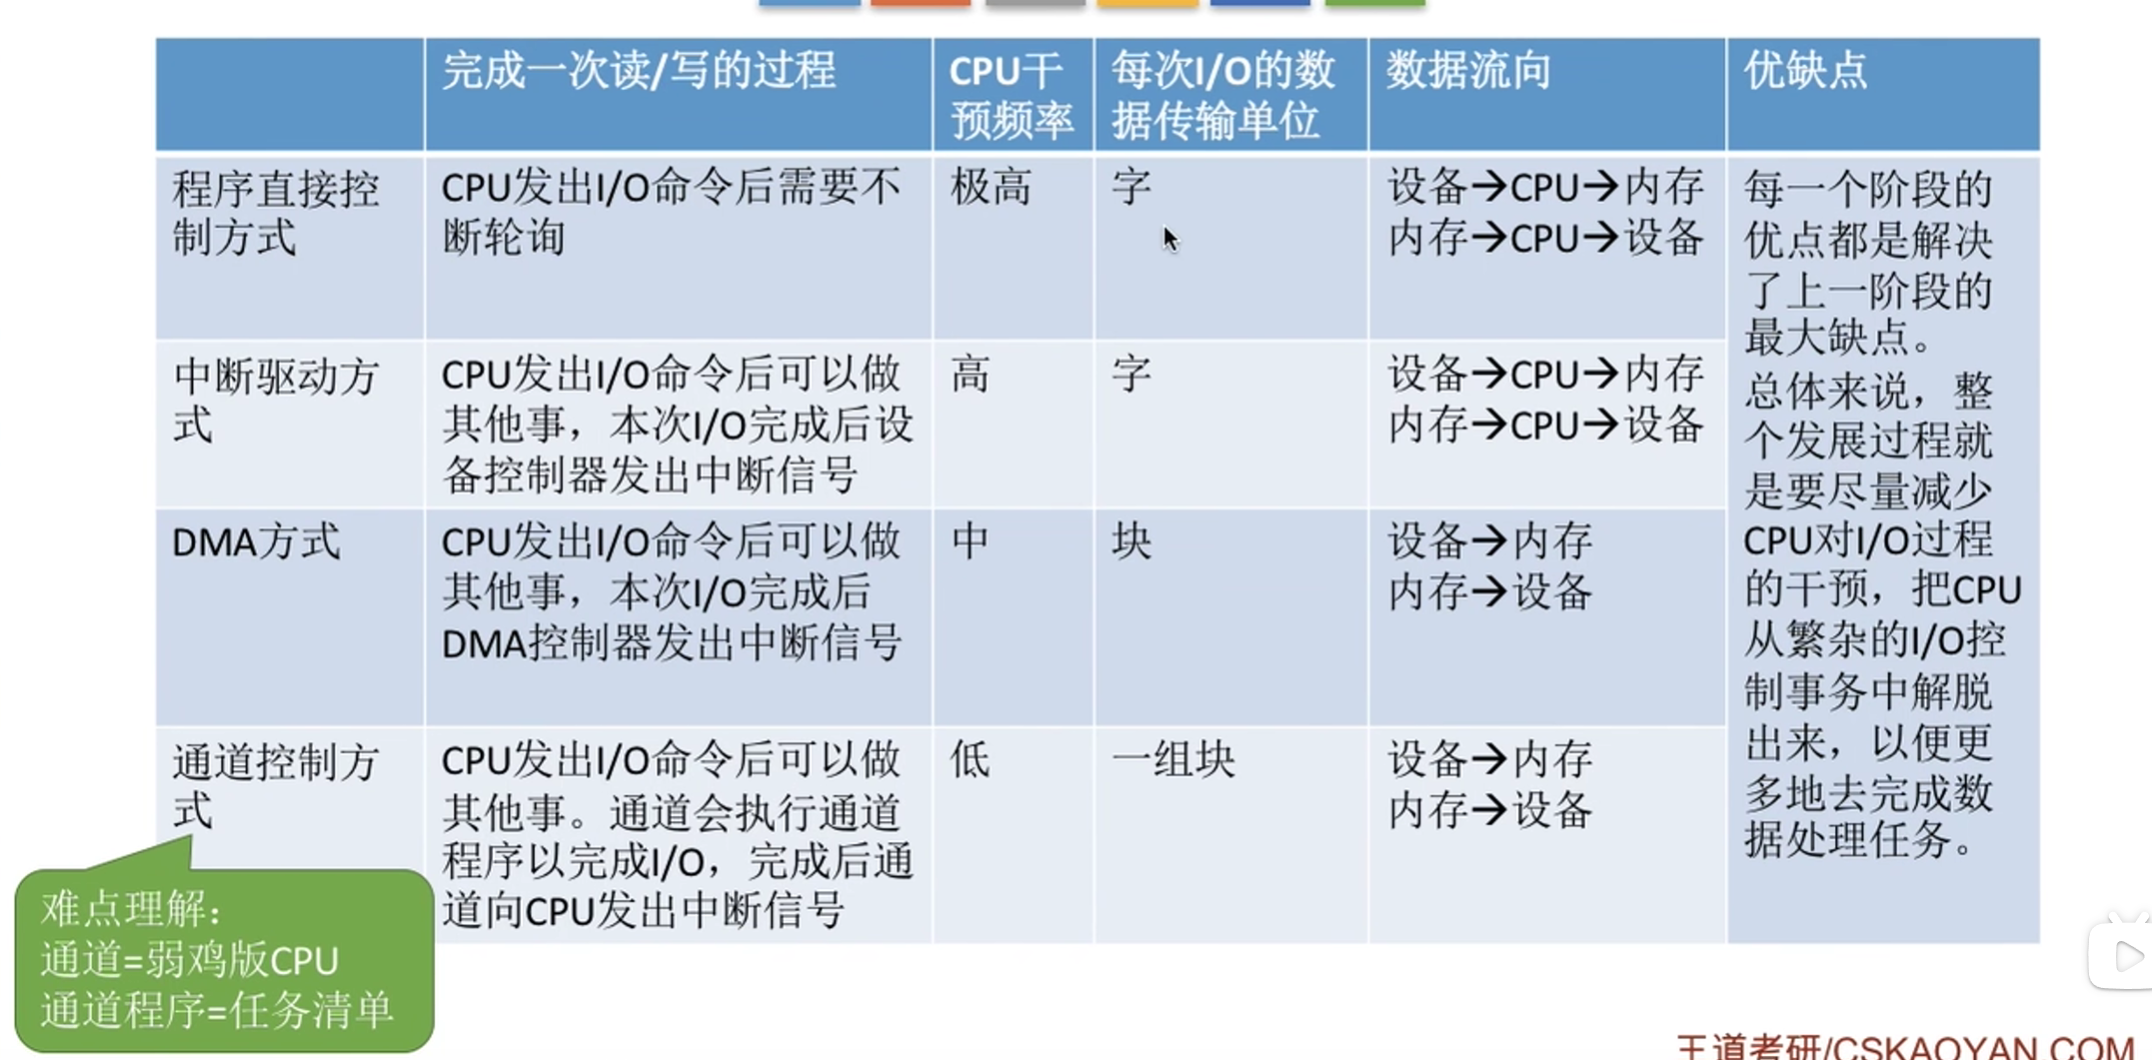 完成一次读/写的过程
CPU干
预频率
每次I/O的数
据传输单位
数据流向
优缺点
程序直接控
制方式
CPU发出I/O命令后需要不
断轮询
极高
字
设备→CPU→内存
内存→CPU→设备
每一个阶段的
优点都是解决
了上一阶段的
最大缺点。
总体来说，整
个发展过程就
是要尽量减少
CPU对I/O过程
的干预，把CPU
从繁杂的I/O控
制事务中解脱
出来，以便更
多地去完成数
据处理任务。
中断驱动方
式
CPU发出I/O命令后可以做
其他事，本次I/O完成后设
备控制器发出中断信号
高
字
设备→CPU→内存
内存→CPU→设备
DMA方式
CPU发出I/O命令后可以做
其他事，本次I/O完成后
DMA控制器发出中断信号
中
块
设备→内存
内存→设备
通道控制方
式
CPU发出I/O命令后可以做
其他事。通道会执行通道
程序以完成I/O，完成后通
道向CPU发出中断信号
低
一组块
设备→内存
内存→设备
难点理解：
通道=弱鸡版CPU
通道程序=任务清单
王道考研/CSKAOYAN.COM